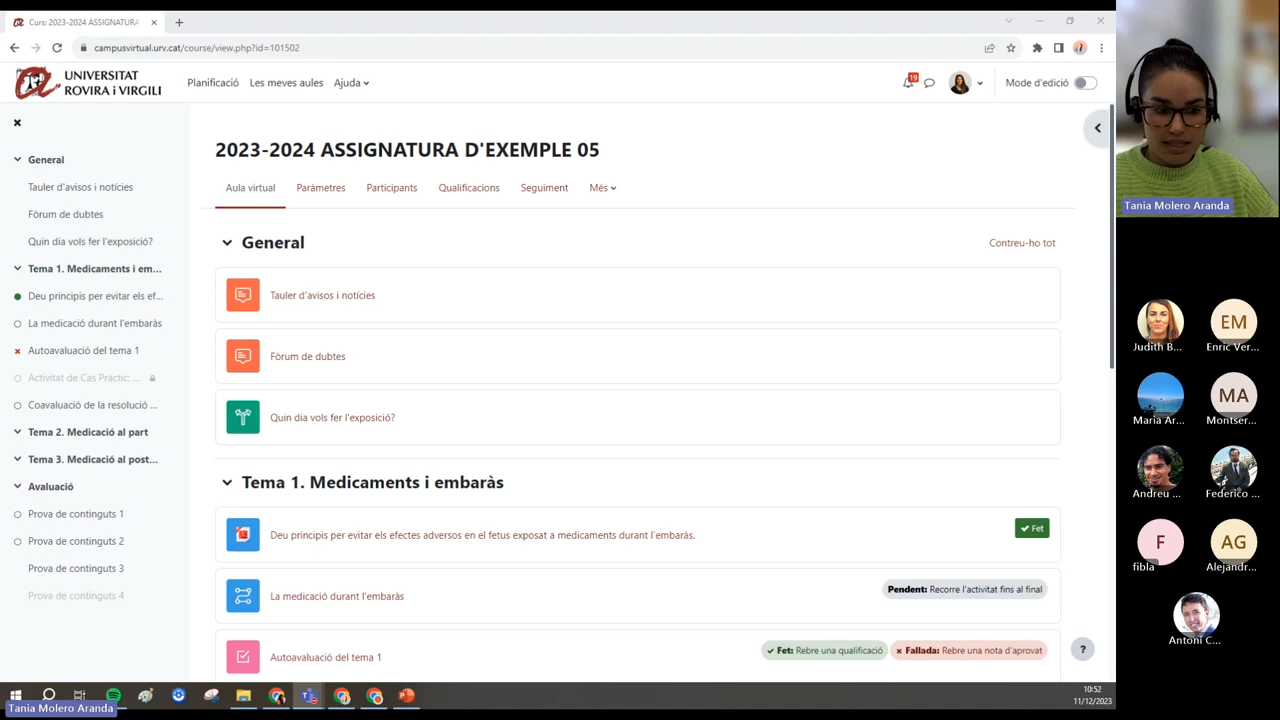 Curs: 2023-2024 ASSIGNATURA
campusvirtual.urv.cat/course/view.php?id=101502
UNIVERSITAT
ROVIRA i VIRGILI
Planificació
Les meves aules
Ajuda
19
Mode d'edició
General
Tauler d'avisos i notícies
Fòrum de dubtes
Quin dia vols fer l'exposició?
Tema 1. Medicaments i em...
Deu principis per evitar els ef...
La medicació durant l'embaràs
Autoavaluació del tema 1
Activitat de Cas Pràctic: ...
Coavaluació de la resolució ...
Tema 2. Medicació al part
Tema 3. Medicació al post...
Avaluació
Prova de continguts 1
Prova de continguts 2
Prova de continguts 3
Prova de continguts 4
2023-2024 ASSIGNATURA D'EXEMPLE 05
Aula virtual
Paràmetres
Participants
Qualificacions
Seguiment
Més
General
Contreu-ho tot
Tauler d'avisos i notícies
Fòrum de dubtes
Quin dia vols fer l'exposició?
Tema 1. Medicaments i embaràs
Deu principis per evitar els efectes adversos en el fetus exposat a medicaments durant l'embaràs.
Fet
La medicació durant l'embaràs
Pendent: Recorre l'activitat fins al final
Autoavaluació del tema 1
Fet: Rebre una qualificació
Fallada: Rebre una nota d'aprovat
?
10:52
11/12/2023
Tania Molero Aranda
Tania Molero Aranda
Judith B...
EM
Enric Ver...
Maria Ar...
MA
Montser...
Andreu ...
Federico ...
F
fibla
AG
Alejandr...
Antoni C...